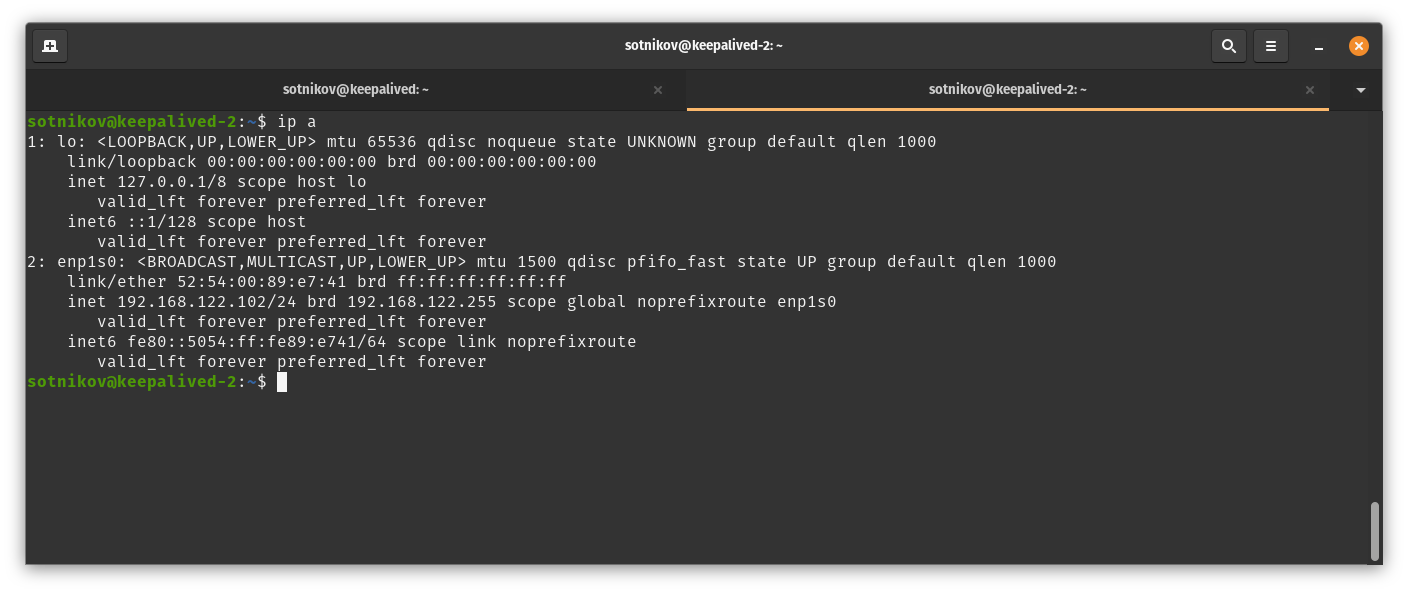 sotnikov@keepalived-2: ~
sotnikov@keepalived: ~
sotnikov@keepalived-2: ~
sotnikov@keepalived-2:~$ ip a
1: lo: <LOOPBACK,UP,LOWER_UP> mtu 65536 qdisc noqueue state UNKNOWN group default qlen 1000
    link/loopback 00:00:00:00:00:00 brd 00:00:00:00:00:00
    inet 127.0.0.1/8 scope host lo
       valid_lft forever preferred_lft forever
    inet6 ::1/128 scope host
       valid_lft forever preferred_lft forever
2: enp1s0: <BROADCAST,MULTICAST,UP,LOWER_UP> mtu 1500 qdisc pfifo_fast state UP group default qlen 1000
    link/ether 52:54:00:89:e7:41 brd ff:ff:ff:ff:ff:ff
    inet 192.168.122.102/24 brd 192.168.122.255 scope global noprefixroute enp1s0
       valid_lft forever preferred_lft forever
    inet6 fe80::5054:ff:fe89:e741/64 scope link noprefixroute
       valid_lft forever preferred_lft forever
sotnikov@keepalived-2:~$